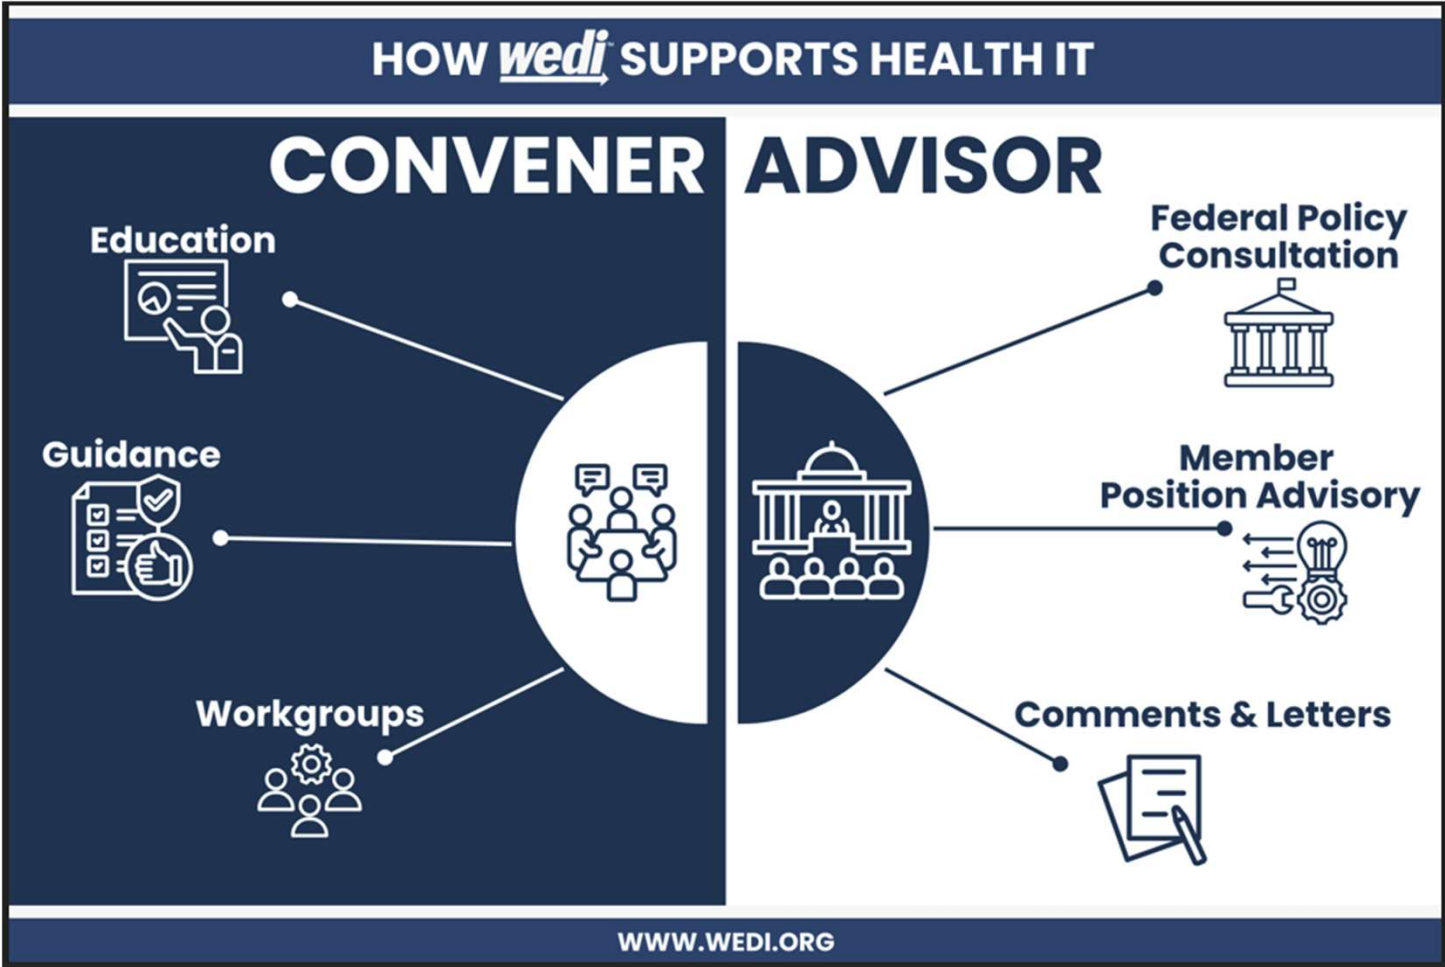 HOW wedi SUPPORTS HEALTH IT
CONVENER
Education
Guidance
Workgroups
ADVISOR
Federal Policy
Consultation
Member
Position Advisory
Comments & Letters
WWW.WEDI.ORG